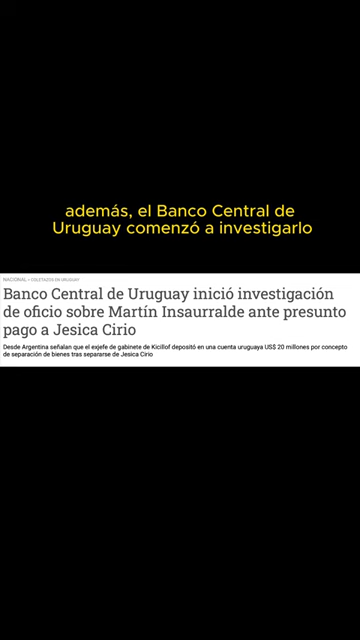 además, el Banco Central de
Uruguay comenzó a investigarlo
NACIONAL > COLETAZOS EN URUGUAY
Banco Central de Uruguay inició investigación
de oficio sobre Martín Insaurralde ante presunto
pago a Jesica Cirio
Desde Argentina señalan que el exjefe de gabinete de Kicillof depositó en una cuenta uruguaya US$ 20 millones por concepto
de separación de bienes tras separarse de Jesica Cirio